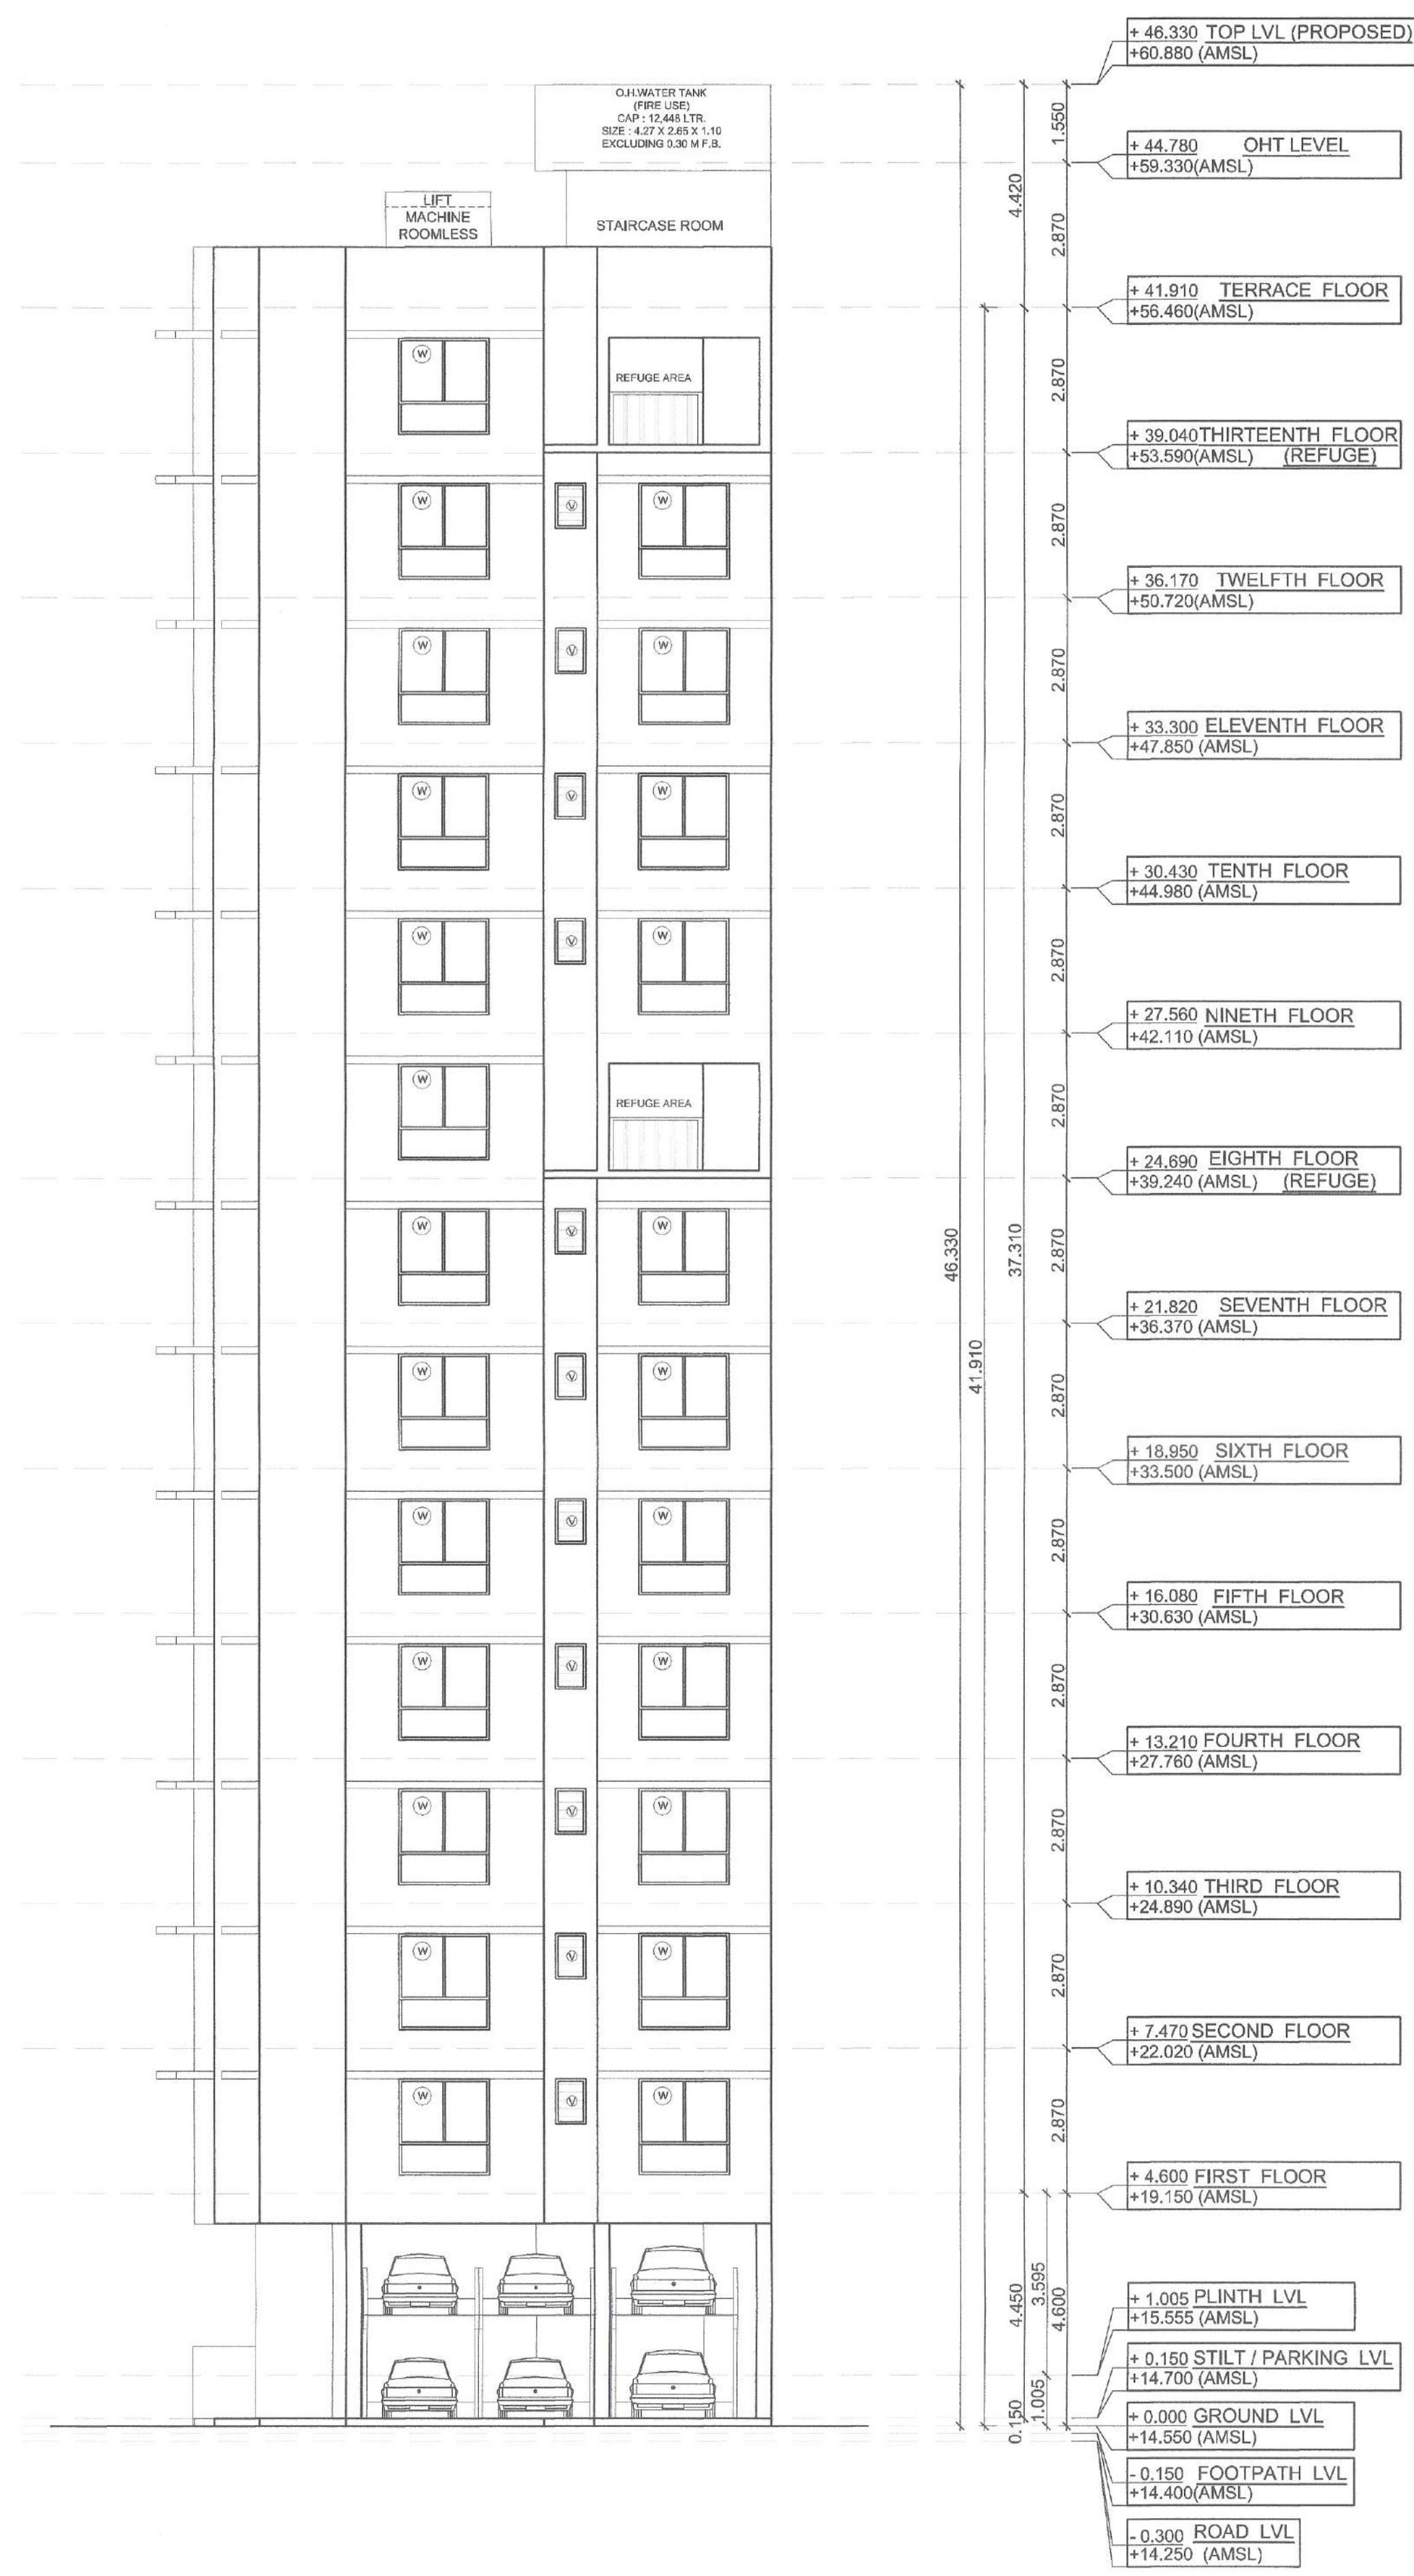 + 46.330 TOP LVL (PROPOSED)
+60.880 (AMSL)
O.H.WATER TANK
(FIRE USE)
CAP : 12,448 LTR.
SIZE : 4.27 X 2.65 X 1.10
EXCLUDING 0.30 M F.B.
1.550
+ 44.780 OHT LEVEL
+59.330(AMSL)
4.420
LIFT
MACHINE
ROOMLESS
STAIRCASE ROOM
2.870
+ 41.910 TERRACE FLOOR
+56.460(AMSL)
W
REFUGE AREA
2.870
+ 39.040 THIRTEENTH FLOOR
+53.590(AMSL) (REFUGE)
W V W
2.870
+ 36.170 TWELFTH FLOOR
+50.720(AMSL)
W V W
2.870
+ 33.300 ELEVENTH FLOOR
+47.850 (AMSL)
W V W
2.870
+ 30.430 TENTH FLOOR
+44.980 (AMSL)
W V W
2.870
+ 27.560 NINETH FLOOR
+42.110 (AMSL)
W
REFUGE AREA
2.870
+ 24.690 EIGHTH FLOOR
+39.240 (AMSL) (REFUGE)
W V W
46.330
37.310
2.870
+ 21.820 SEVENTH FLOOR
+36.370 (AMSL)
41.910
W V W
2.870
+ 18.950 SIXTH FLOOR
+33.500 (AMSL)
W V W
2.870
+ 16.080 FIFTH FLOOR
+30.630 (AMSL)
W V W
2.870
+ 13.210 FOURTH FLOOR
+27.760 (AMSL)
W V W
2.870
+ 10.340 THIRD FLOOR
+24.890 (AMSL)
W V W
2.870
+ 7.470 SECOND FLOOR
+22.020 (AMSL)
W V W
2.870
+ 4.600 FIRST FLOOR
+19.150 (AMSL)
4.450
3.595
4.600
+ 1.005 PLINTH LVL
+15.555 (AMSL)
+ 0.150 STILT / PARKING LVL
+14.700 (AMSL)
0.150
1.005
+ 0.000 GROUND LVL
+14.550 (AMSL)
- 0.150 FOOTPATH LVL
+14.400(AMSL)
- 0.300 ROAD LVL
+14.250 (AMSL)